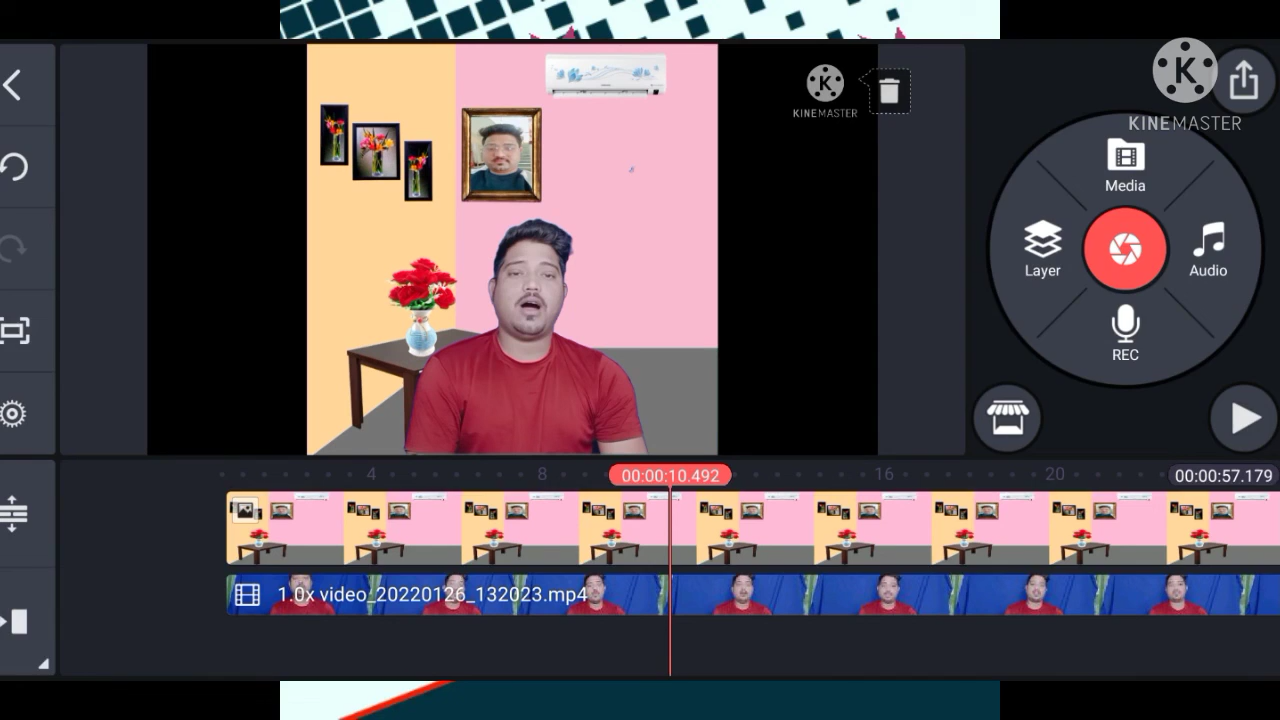 KINEMASTER
K
KINEMASTER
Media
Layer
Audio
REC
4
8
00:00:10.492
16
20
00:00:57.179
1.0x video_20220126_132023.mp4